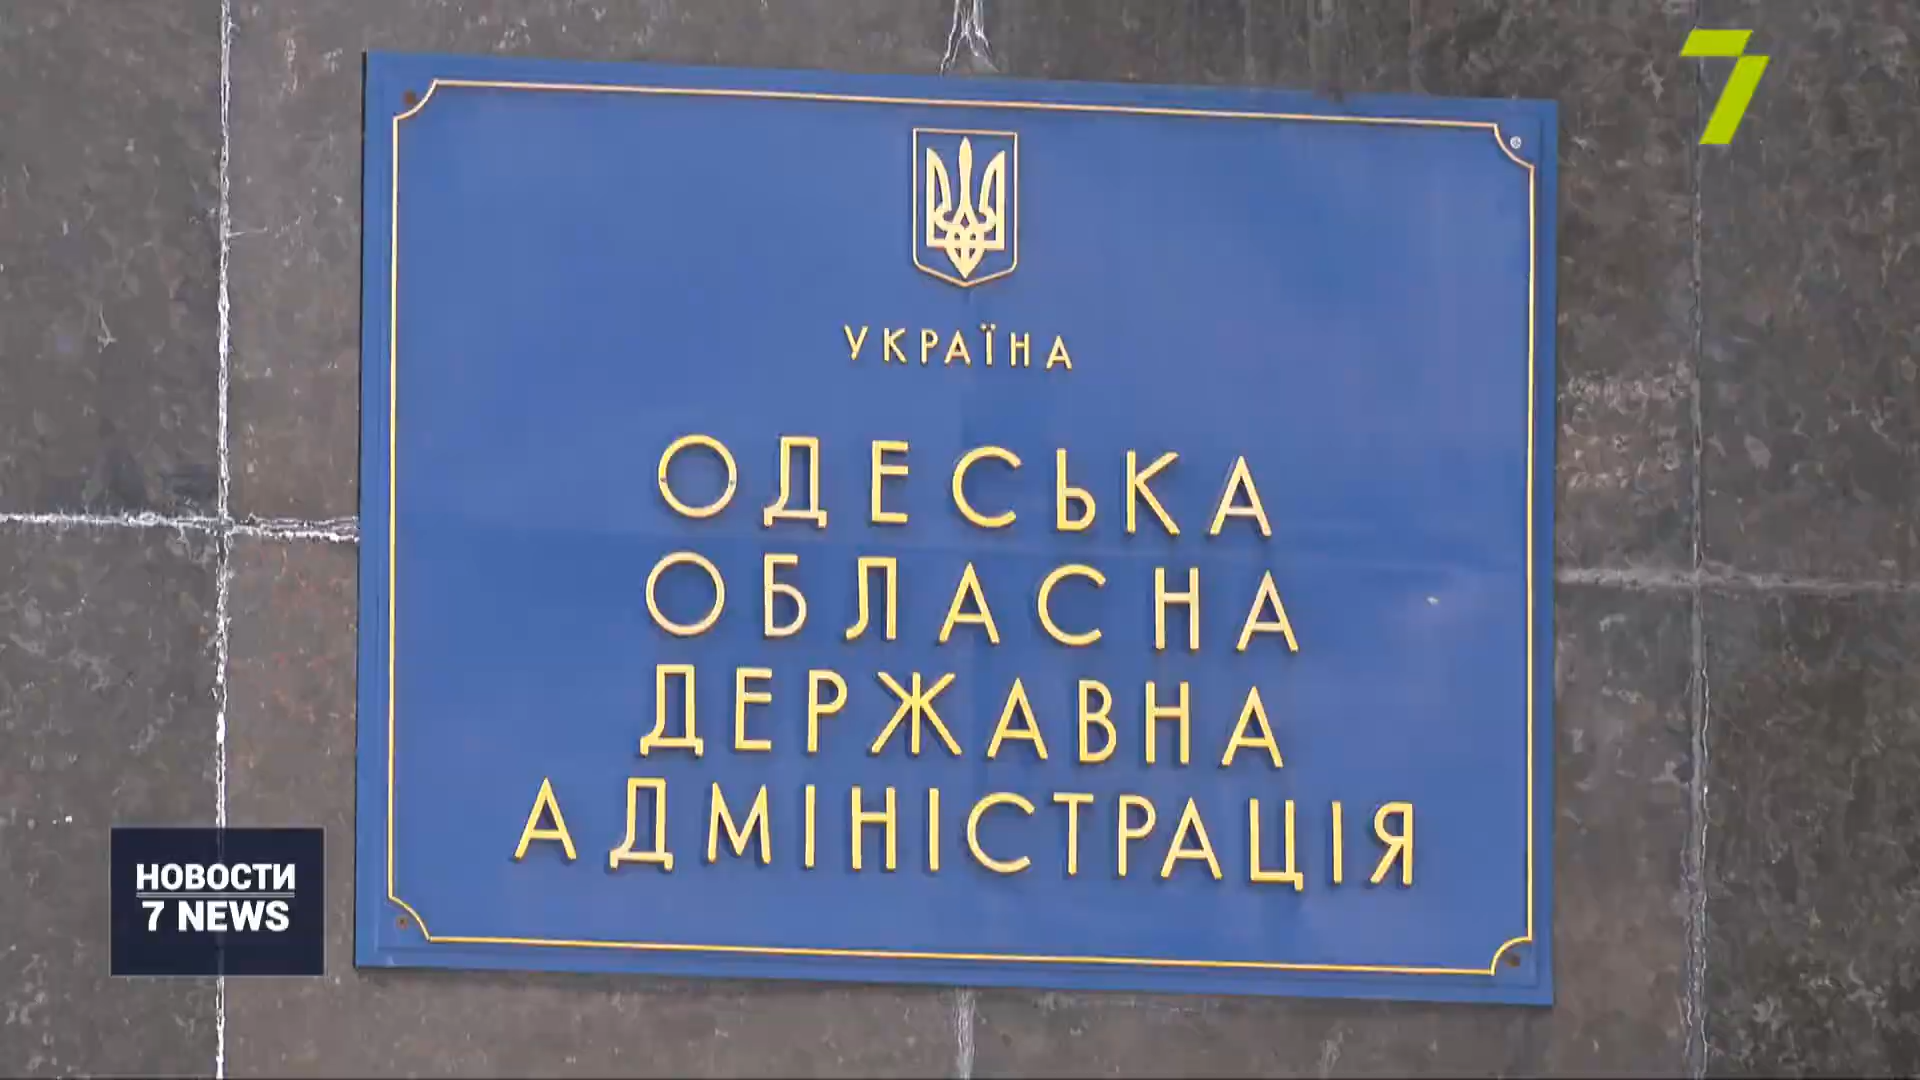 7
УКРАЇНА
ОДЕСЬКА
ОБЛАСНА
ДЕРЖАВНА
АДМІНІСТРАЦІЯ
НОВОСТИ
7 NEWS